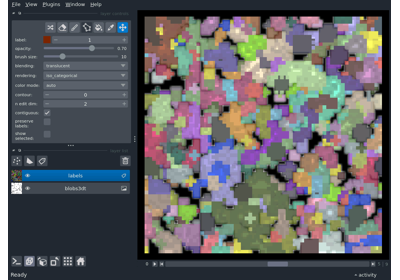 File View Plugins Window Help
label: 1
opacity: 0.70
brush size: 10
blending: translucent
rendering: iso_categorical
color mode: auto
contour: 0
n edit dim: 2
contiguous:
preserve
labels:
show
selected:
labels
blobs3dt
Ready
activity